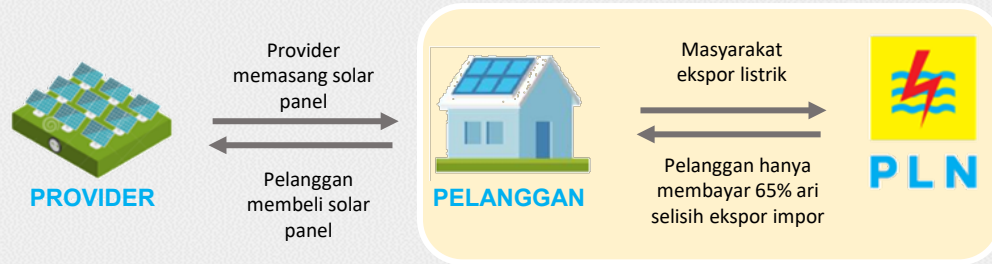 Provider
memasang solar
panel
Pelanggan
membeli solar
panel
PROVIDER
PELANGGAN
Masyarakat
ekspor listrik
Pelanggan hanya
membayar 65% ari
selisih ekspor impor
PLN